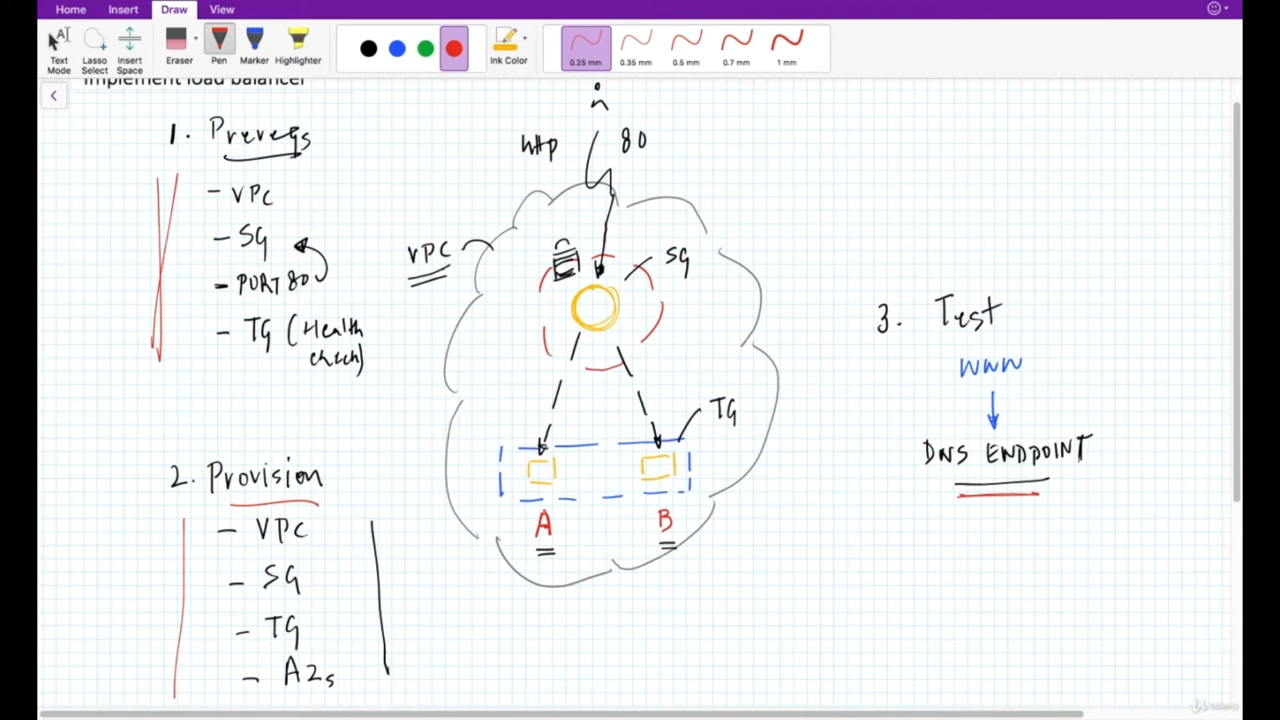 Home Insert Draw View
Text Mode
Lasso Select
Insert Space
Eraser
Pen
Marker
Highlighter
Ink Color
0.25 mm
0.35 mm
0.5 mm
0.7 mm
1 mm
Implement load balancer
1. Prereqs
- VPC
- SG
- PORT 80
- TG (Health check)
http 80
VPC
SG
TG
A B
2. Provision
- VPC
- SG
- TG
- AZs
3. Test
WWW
DNS ENDPOINT
udemy